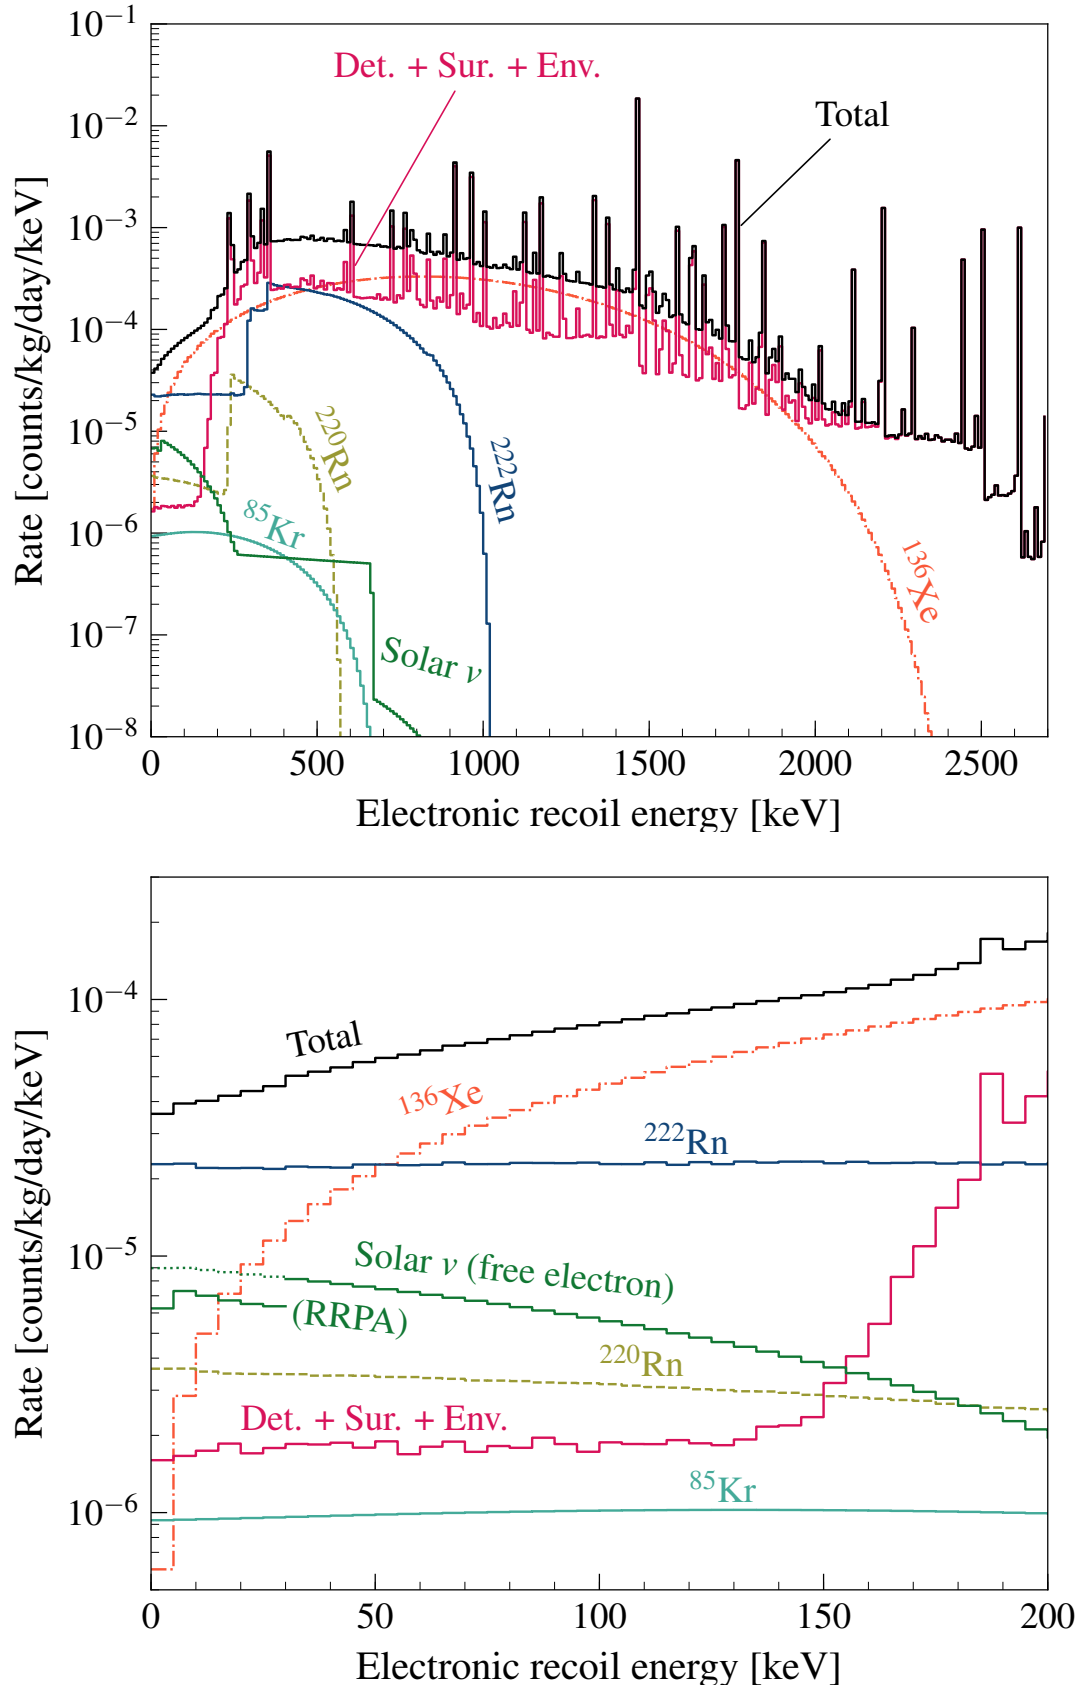 Rate [counts/kg/day/keV]
10⁻¹
10⁻²
10⁻³
10⁻⁴
10⁻⁵
10⁻⁶
10⁻⁷
10⁻⁸
Det. + Sur. + Env.
Total
²²⁰Rn
²²²Rn
⁸⁵Kr
¹³⁶Xe
Solar ν
0 500 1000 1500 2000 2500
Electronic recoil energy [keV]
Rate [counts/kg/day/keV]
10⁻⁴
10⁻⁵
10⁻⁶
Total
¹³⁶Xe
²²²Rn
Solar ν (free electron)
(RRPA)
²²⁰Rn
Det. + Sur. + Env.
⁸⁵Kr
0 50 100 150 200
Electronic recoil energy [keV]